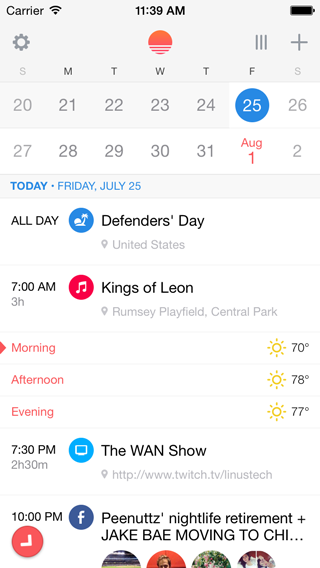 Carrier 11:39 AM
S M T W T F S
20 21 22 23 24 25 26
Aug
27 28 29 30 31 1 2
TODAY • FRIDAY, JULY 25
ALL DAY Defenders' Day
United States
7:00 AM Kings of Leon
3h Rumsey Playfield, Central Park
Morning 70°
Afternoon 78°
Evening 77°
7:30 PM The WAN Show
2h30m http://www.twitch.tv/linustech
10:00 PM Peenuttz' nightlife retirement +
JAKE BAE MOVING TO CHI...